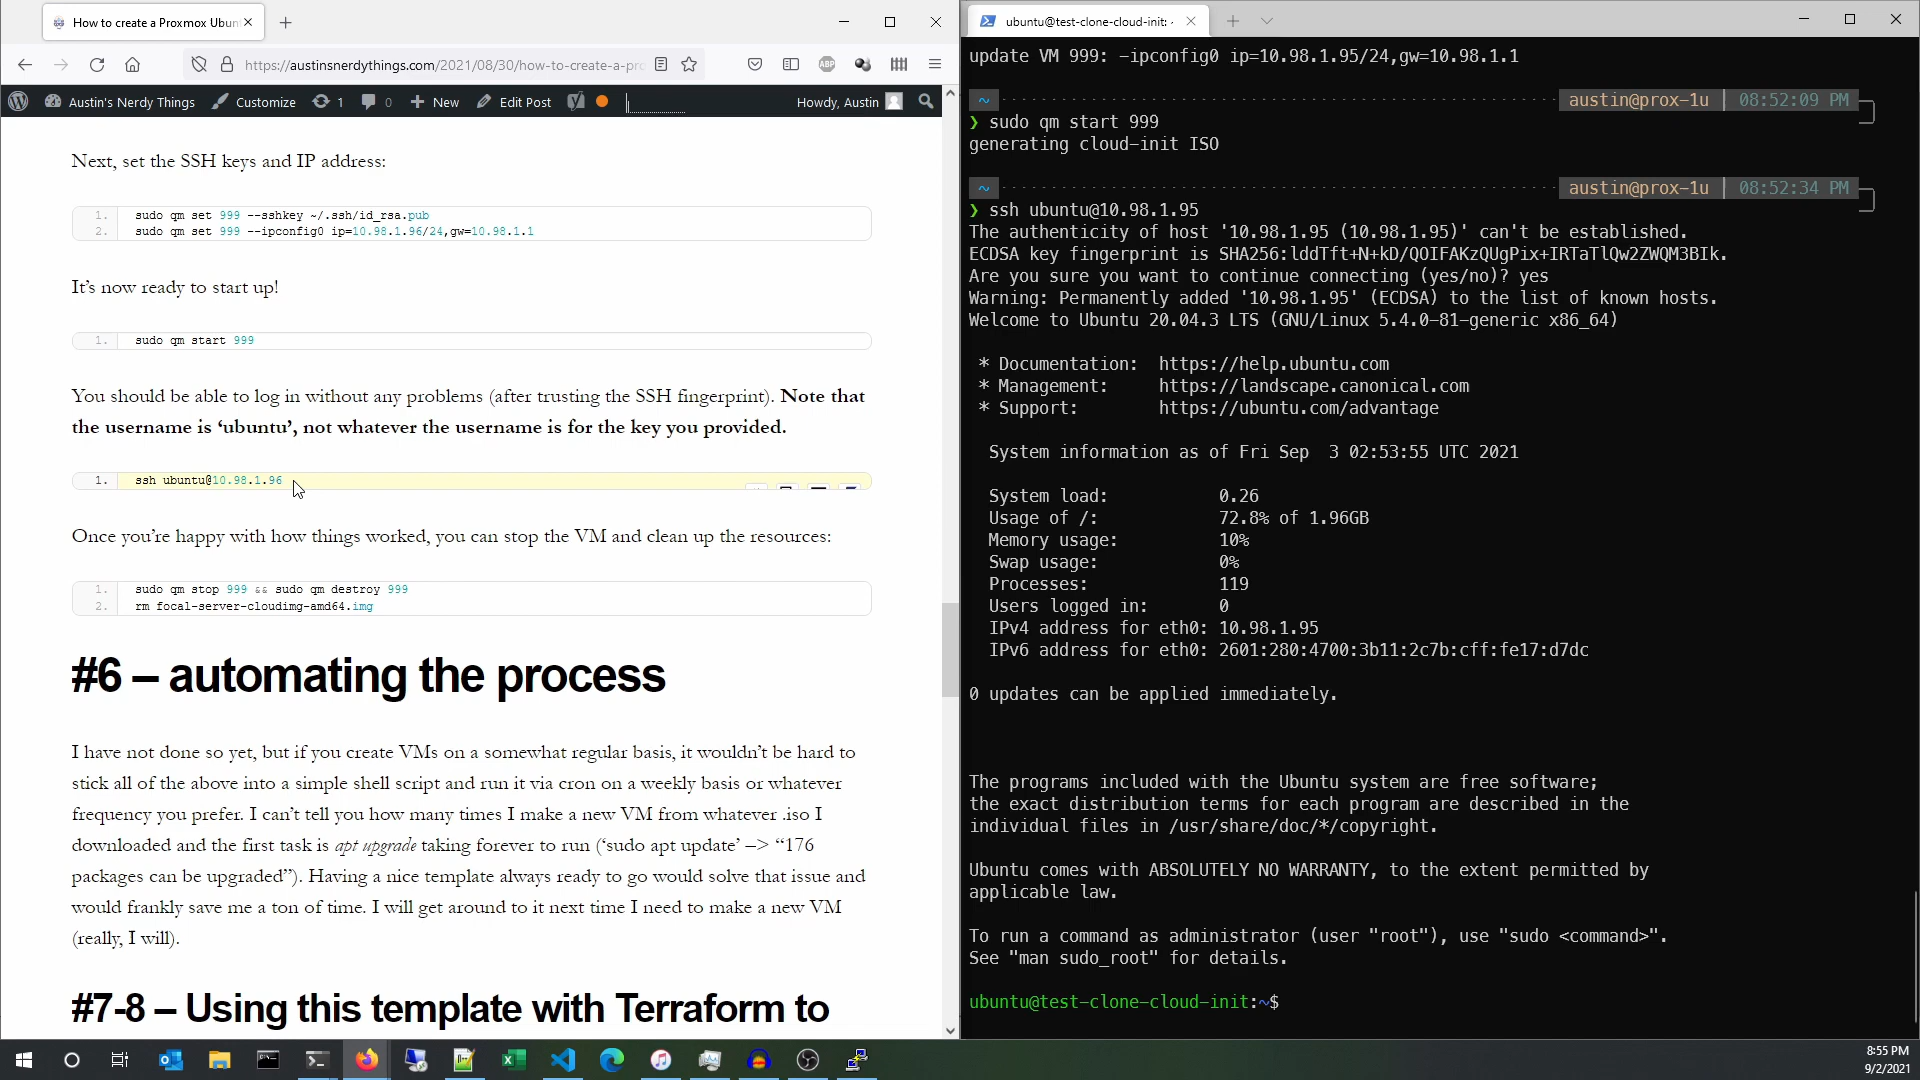 How to create a Proxmox Ubun
https://austinsnerdythings.com/2021/08/30/how-to-create-a-pro
ABP
Austin's Nerdy Things
Customize
1
0
New
Edit Post
Howdy, Austin
Next, set the SSH keys and IP address:
1. sudo qm set 999 --sshkey ~/.ssh/id_rsa.pub
2. sudo qm set 999 --ipconfig0 ip=10.98.1.96/24,gw=10.98.1.1
It's now ready to start up!
1. sudo qm start 999
You should be able to log in without any problems (after trusting the SSH fingerprint). Note that
the username is ‘ubuntu’, not whatever the username is for the key you provided.
1. ssh ubuntu@10.98.1.96
Once you’re happy with how things worked, you can stop the VM and clean up the resources:
1. sudo qm stop 999 && sudo qm destroy 999
2. rm focal-server-cloudimg-amd64.img
#6 – automating the process
I have not done so yet, but if you create VMs on a somewhat regular basis, it wouldn’t be hard to
stick all of the above into a simple shell script and run it via cron on a weekly basis or whatever
frequency you prefer. I can’t tell you how many times I make a new VM from whatever .iso I
downloaded and the first task is apt upgrade taking forever to run (‘sudo apt update’ –> “176
packages can be upgraded”). Having a nice template always ready to go would solve that issue and
would frankly save me a ton of time. I will get around to it next time I need to make a new VM
(really, I will).
#7-8 – Using this template with Terraform to
ubuntu@test-clone-cloud-init: 
update VM 999: -ipconfig0 ip=10.98.1.95/24,gw=10.98.1.1
~ austin@prox-1u | 08:52:09 PM
❯ sudo qm start 999
generating cloud-init ISO
~ austin@prox-1u | 08:52:34 PM
❯ ssh ubuntu@10.98.1.95
The authenticity of host '10.98.1.95 (10.98.1.95)' can't be established.
ECDSA key fingerprint is SHA256:lddTft+N+kD/QOIFAKzQUgPix+IRTaTlQw2ZWQM3BIk.
Are you sure you want to continue connecting (yes/no)? yes
Warning: Permanently added '10.98.1.95' (ECDSA) to the list of known hosts.
Welcome to Ubuntu 20.04.3 LTS (GNU/Linux 5.4.0-81-generic x86_64)
* Documentation: https://help.ubuntu.com
* Management: https://landscape.canonical.com
* Support: https://ubuntu.com/advantage
System information as of Fri Sep 3 02:53:55 UTC 2021
System load: 0.26
Usage of /: 72.8% of 1.96GB
Memory usage: 10%
Swap usage: 0%
Processes: 119
Users logged in: 0
IPv4 address for eth0: 10.98.1.95
IPv6 address for eth0: 2601:280:4700:3b11:2c7b:cff:fe17:d7dc
0 updates can be applied immediately.
The programs included with the Ubuntu system are free software;
the exact distribution terms for each program are described in the
individual files in /usr/share/doc/*/copyright.
Ubuntu comes with ABSOLUTELY NO WARRANTY, to the extent permitted by
applicable law.
To run a command as administrator (user "root"), use "sudo <command>".
See "man sudo_root" for details.
ubuntu@test-clone-cloud-init:~$
8:55 PM
9/2/2021